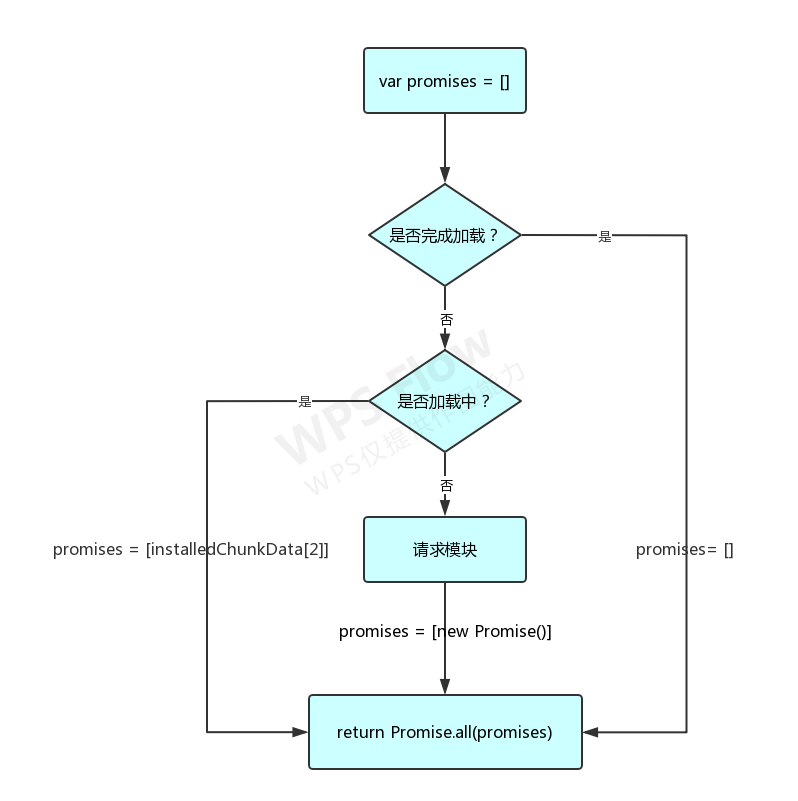 var promises = []
是否完成加载？
是
否
WPS Flow
是否加载中？
是
WPS仅提供作图能力
否
promises = [installedChunkData[2]]
请求模块
promises= []
promises = [new Promise()]
return Promise.all(promises)